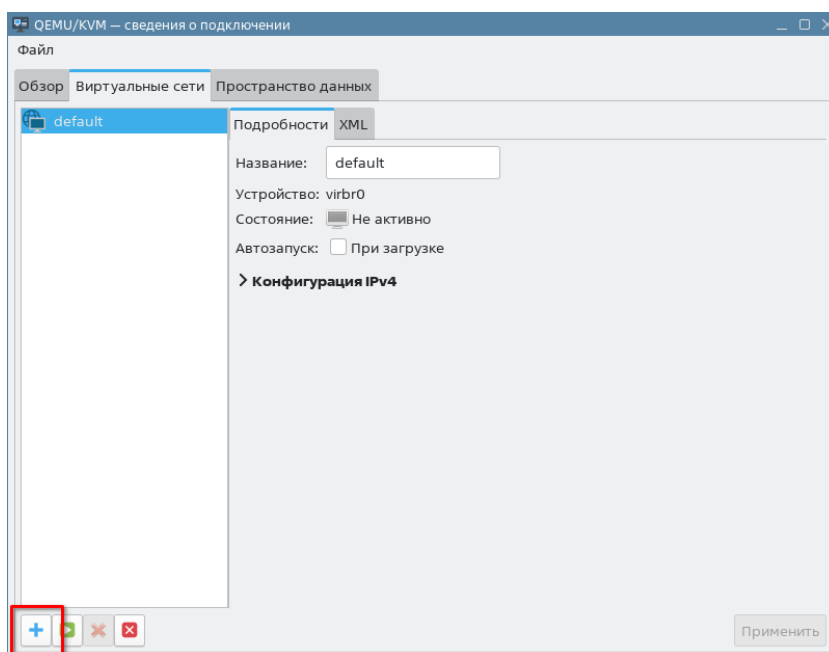 QEMU/KVM — сведения о подключении
Файл
Обзор Виртуальные сети Пространство данных
default
Подробности XML
Название: default
Устройство: virbr0
Состояние: Не активно
Автозапуск: При загрузке
Конфигурация IPv4
Применить